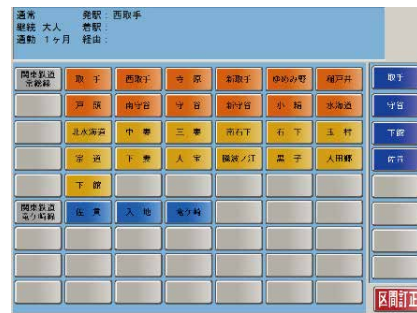 通常 発駅：西取手
継続 大人 着駅：
通勤 1ヶ月 経由：
関東鉄道
常総線
取手 西取手 寺原 新取手 ゆめみ野 稲戸井 取手
戸頭 南守谷 守谷 新守谷 小絹 水海道 守谷
北水海道 中妻 三妻 南石下 石下 玉村 下館
宗道 下妻 大宝 騰波ノ江 黒子 大田郷 佐貫
下館
関東鉄道
竜ケ崎線
佐貫 入地 竜ケ崎
区間訂正